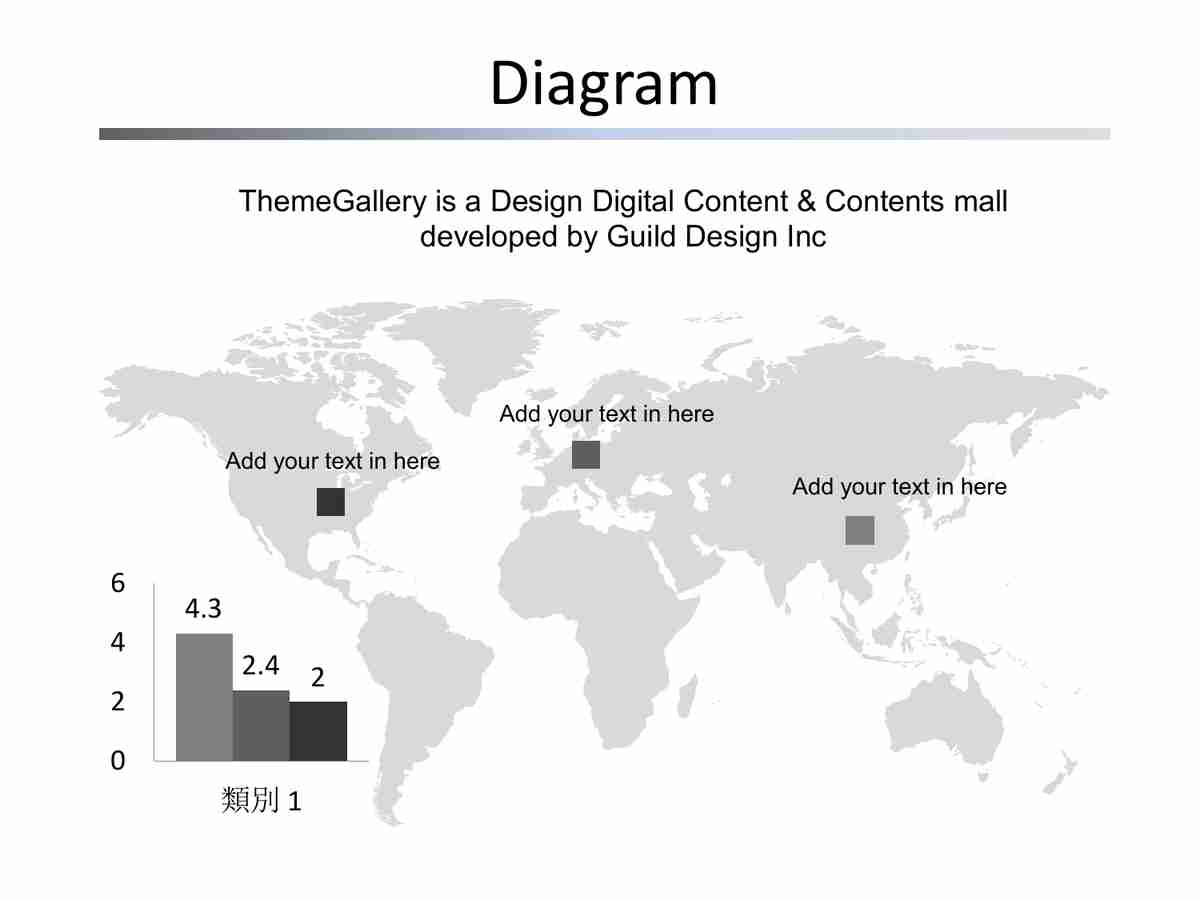 Diagram
ThemeGallery is a Design Digital Content & Contents mall
developed by Guild Design Inc
Add your text in here
Add your text in here
Add your text in here
6
4.3
4
2.4
2
2
0
類別 1